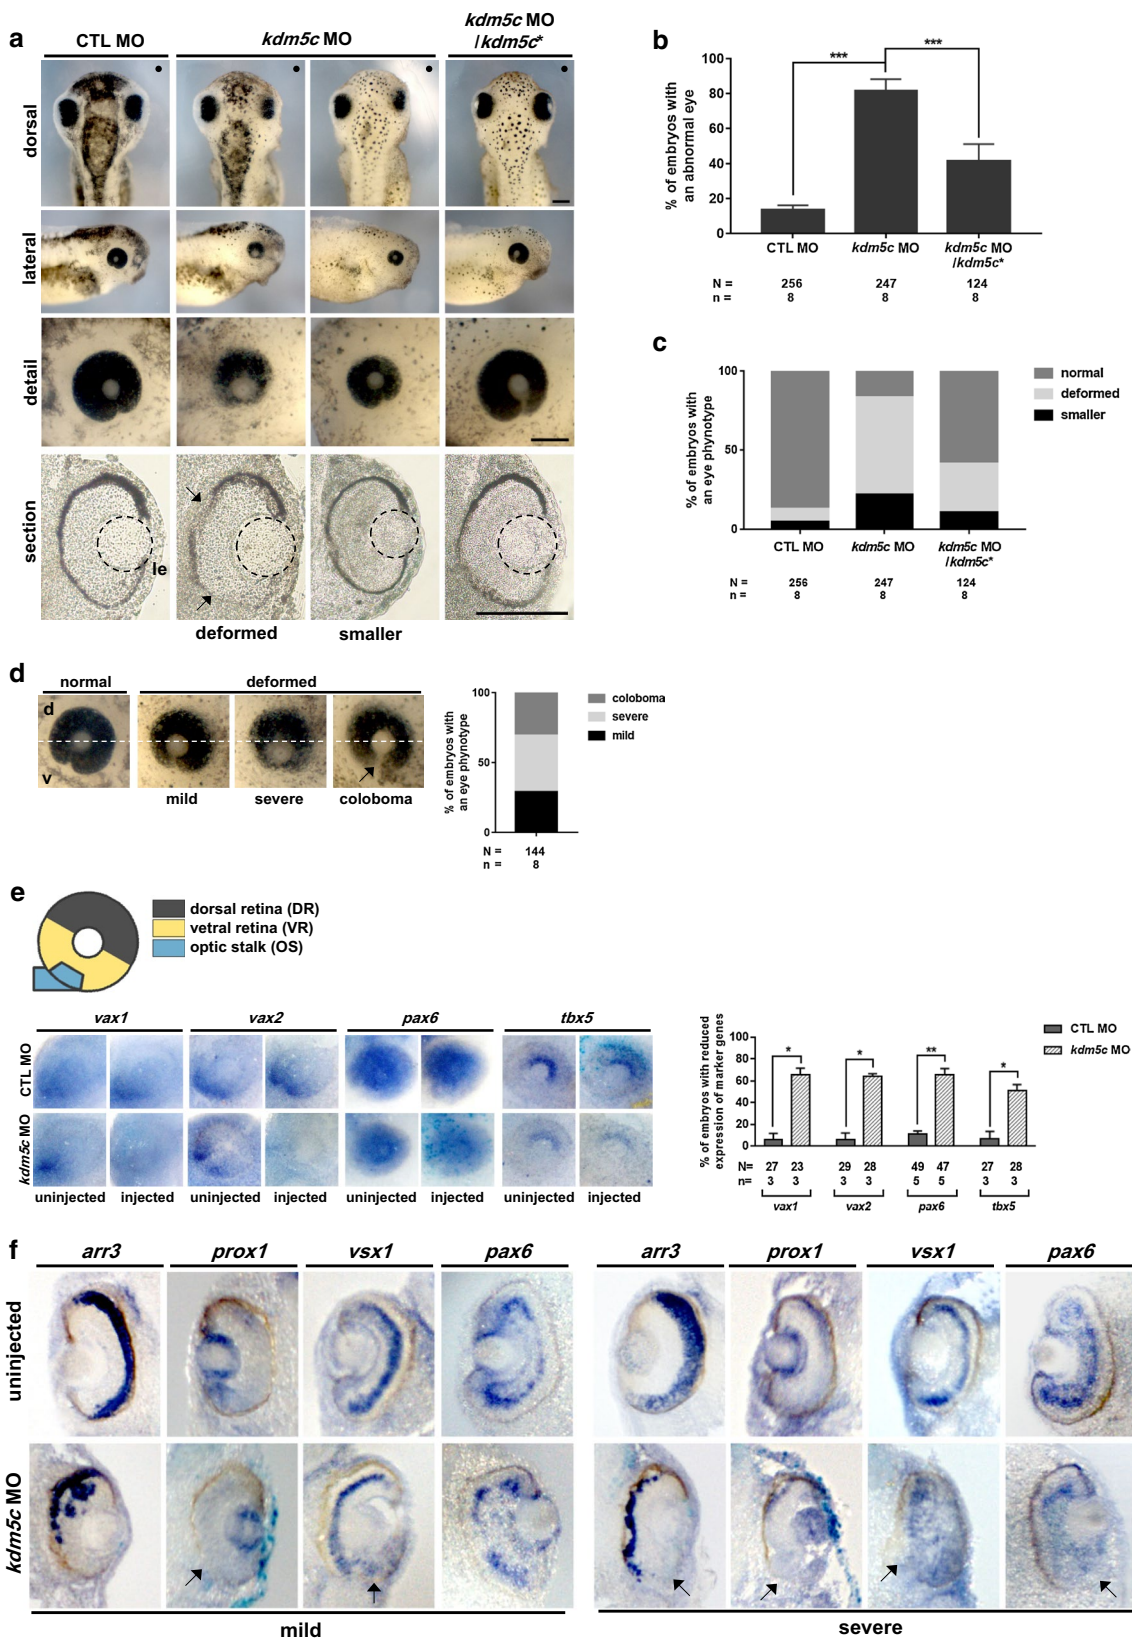 a
CTL MO
kdm5c MO
kdm5c MO
/kdm5c*
dorsal
lateral
detail
section
le
deformed
smaller
b
% of embryos with
an abnormal eye
100
80
60
40
20
0
***
***
CTL MO
kdm5c MO
kdm5c MO
/kdm5c*
N = 256 247 124
n = 8 8 8
c
% of embryos with
an eye phynotype
100
50
0
normal
deformed
smaller
CTL MO
kdm5c MO
kdm5c MO
/kdm5c*
N = 256 247 124
n = 8 8 8
d
normal
deformed
d
v
mild
severe
coloboma
% of embryos with
an eye phynotype
100
50
0
coloboma
severe
mild
N = 144
n = 8
e
dorsal retina (DR)
vetral retina (VR)
optic stalk (OS)
vax1
vax2
pax6
tbx5
CTL MO
kdm5c MO
uninjected
injected
uninjected
injected
uninjected
injected
uninjected
injected
% of embryos with reduced
expression of marker genes
100
80
60
40
20
0
*
*
**
*
CTL MO
kdm5c MO
N= 27 23 29 28 49 47 27 28
n= 3 3 3 3 5 5 3 3
vax1
vax2
pax6
tbx5
f
arr3
prox1
vsx1
pax6
arr3
prox1
vsx1
pax6
uninjected
kdm5c MO
mild
severe